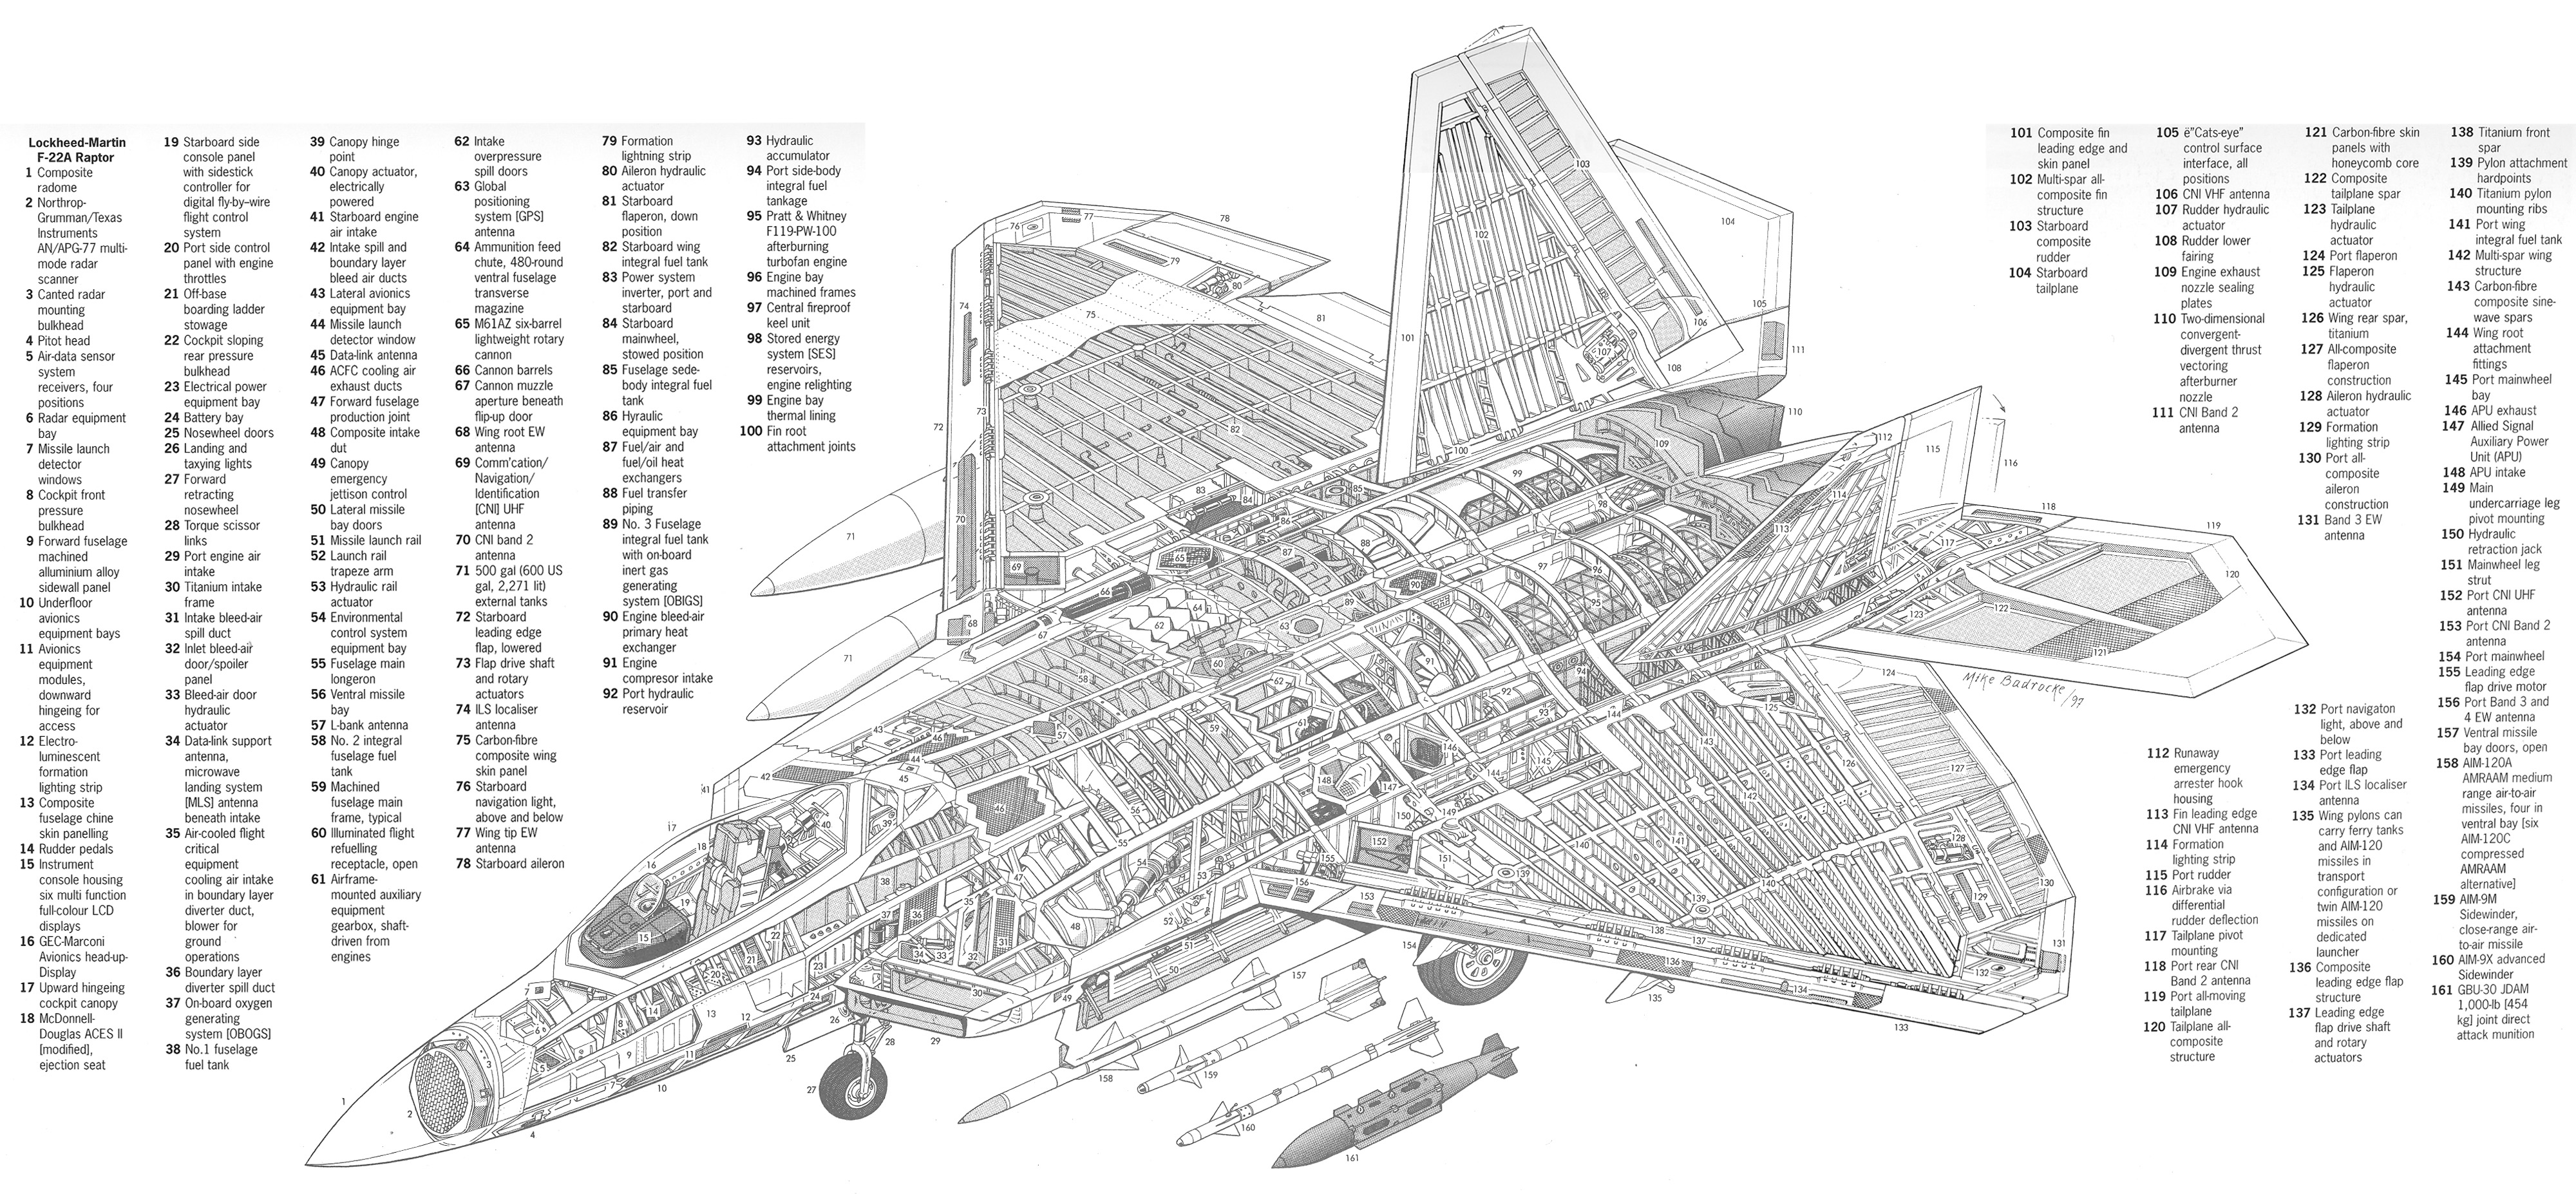 Lockheed-Martin
F-22A Raptor
1 Composite
radome
2 Northrop-
Grumman/Texas
Instruments
AN/APG-77 multi-
mode radar
scanner
3 Canted radar
mounting
bulkhead
4 Pitot head
5 Air-data sensor
system
receivers, four
positions
6 Radar equipment
bay
7 Missile launch
detector
windows
8 Cockpit front
pressure
bulkhead
9 Forward fuselage
machined
alluminium alloy
sidewall panel
10 Underfloor
avionics
equipment bays
11 Avionics
equipment
modules,
downward
hingeing for
access
12 Electro-
luminescent
formation
lighting strip
13 Composite
fuselage chine
skin panelling
14 Rudder pedals
15 Instrument
console housing
six multi function
full-colour LCD
displays
16 GEC-Marconi
Avionics head-up-
Display
17 Upward hingeing
cockpit canopy
18 McDonnell-
Douglas ACES II
[modified],
ejection seat
19 Starboard side
console panel
with sidestick
controller for
digital fly-by–wire
flight control
system
20 Port side control
panel with engine
throttles
21 Off-base
boarding ladder
stowage
22 Cockpit sloping
rear pressure
bulkhead
23 Electrical power
equipment bay
24 Battery bay
25 Nosewheel doors
26 Landing and
taxying lights
27 Forward
retracting
nosewheel
28 Torque scissor
links
29 Port engine air
intake
30 Titanium intake
frame
31 Intake bleed-air
spill duct
32 Inlet bleed-air
door/spoiler
panel
33 Bleed-air door
hydraulic
actuator
34 Data-link support
antenna,
microwave
landing system
[MLS] antenna
beneath intake
35 Air-cooled flight
critical
equipment
cooling air intake
in boundary layer
diverter duct,
blower for
ground
operations
36 Boundary layer
diverter spill duct
37 On-board oxygen
generating
system [OBOGS]
38 No.1 fuselage
fuel tank
39 Canopy hinge
point
40 Canopy actuator,
electrically
powered
41 Starboard engine
air intake
42 Intake spill and
boundary layer
bleed air ducts
43 Lateral avionics
equipment bay
44 Missile launch
detector window
45 Data-link antenna
46 ACFC cooling air
exhaust ducts
47 Forward fuselage
production joint
48 Composite intake
dut
49 Canopy
emergency
jettison control
50 Lateral missile
bay doors
51 Missile launch rail
52 Launch rail
trapeze arm
53 Hydraulic rail
actuator
54 Environmental
control system
equipment bay
55 Fuselage main
longeron
56 Ventral missile
bay
57 L-bank antenna
58 No. 2 integral
fuselage fuel
tank
59 Machined
fuselage main
frame, typical
60 Illuminated flight
refuelling
receptacle, open
61 Airframe-
mounted auxiliary
equipment
gearbox, shaft-
driven from
engines
62 Intake
overpressure
spill doors
63 Global
positioning
system [GPS]
antenna
64 Ammunition feed
chute, 480-round
ventral fuselage
transverse
magazine
65 M61AZ six-barrel
lightweight rotary
cannon
66 Cannon barrels
67 Cannon muzzle
aperture beneath
flip-up door
68 Wing root EW
antenna
69 Comm'cation/
Navigation/
Identification
[CNI] UHF
antenna
70 CNI band 2
antenna
71 500 gal (600 US
gal, 2,271 lit)
external tanks
72 Starboard
leading edge
flap, lowered
73 Flap drive shaft
and rotary
actuators
74 ILS localiser
antenna
75 Carbon-fibre
composite wing
skin panel
76 Starboard
navigation light,
above and below
77 Wing tip EW
antenna
78 Starboard aileron
79 Formation
lightning strip
80 Aileron hydraulic
actuator
81 Starboard
flaperon, down
position
82 Starboard wing
integral fuel tank
83 Power system
inverter, port and
starboard
84 Starboard
mainwheel,
stowed position
85 Fuselage sede-
body integral fuel
tank
86 Hyraulic
equipment bay
87 Fuel/air and
fuel/oil heat
exchangers
88 Fuel transfer
piping
89 No. 3 Fuselage
integral fuel tank
with on-board
inert gas
generating
system [OBIGS]
90 Engine bleed-air
primary heat
exchanger
91 Engine
compresor intake
92 Port hydraulic
reservoir
93 Hydraulic
accumulator
94 Port side-body
integral fuel
tankage
95 Pratt & Whitney
F119-PW-100
afterburning
turbofan engine
96 Engine bay
machined frames
97 Central fireproof
keel unit
98 Stored energy
system [SES]
reservoirs,
engine relighting
99 Engine bay
thermal lining
100 Fin root
attachment joints
101 Composite fin
leading edge and
skin panel
102 Multi-spar all-
composite fin
structure
103 Starboard
composite
rudder
104 Starboard
tailplane
105 ë"Cats-eye"
control surface
interface, all
positions
106 CNI VHF antenna
107 Rudder hydraulic
actuator
108 Rudder lower
fairing
109 Engine exhaust
nozzle sealing
plates
110 Two-dimensional
convergent-
divergent thrust
vectoring
afterburner
nozzle
111 CNI Band 2
antenna
112 Runaway
emergency
arrester hook
housing
113 Fin leading edge
CNI VHF antenna
114 Formation
lighting strip
115 Port rudder
116 Airbrake via
differential
rudder deflection
117 Tailplane pivot
mounting
118 Port rear CNI
Band 2 antenna
119 Port all-moving
tailplane
120 Tailplane all-
composite
structure
121 Carbon-fibre skin
panels with
honeycomb core
122 Composite
tailplane spar
123 Tailplane
hydraulic
actuator
124 Port flaperon
125 Flaperon
hydraulic
actuator
126 Wing rear spar,
titanium
127 All-composite
flaperon
construction
128 Aileron hydraulic
actuator
129 Formation
lighting strip
130 Port all-
composite
aileron
construction
131 Band 3 EW
antenna
132 Port navigaton
light, above and
below
133 Port leading
edge flap
134 Port ILS localiser
antenna
135 Wing pylons can
carry ferry tanks
and AIM-120
missiles in
transport
configuration or
twin AIM-120
missiles on
dedicated
launcher
136 Composite
leading edge flap
structure
137 Leading edge
flap drive shaft
and rotary
actuators
138 Titanium front
spar
139 Pylon attachment
hardpoints
140 Titanium pylon
mounting ribs
141 Port wing
integral fuel tank
142 Multi-spar wing
structure
143 Carbon-fibre
composite sine-
wave spars
144 Wing root
attachment
fittings
145 Port mainwheel
bay
146 APU exhaust
147 Allied Signal
Auxiliary Power
Unit (APU)
148 APU intake
149 Main
undercarriage leg
pivot mounting
150 Hydraulic
retraction jack
151 Mainwheel leg
strut
152 Port CNI UHF
antenna
153 Port CNI Band 2
antenna
154 Port mainwheel
155 Leading edge
flap drive motor
156 Port Band 3 and
4 EW antenna
157 Ventral missile
bay doors, open
158 AIM-120A
AMRAAM medium
range air-to-air
missiles, four in
ventral bay [six
AIM-120C
compressed
AMRAAM
alternative]
159 AIM-9M
Sidewinder,
close-range air-
to-air missile
160 AIM-9X advanced
Sidewinder
161 GBU-30 JDAM
1,000-lb [454
kg] joint direct
attack munition
Mike Badrocke /97